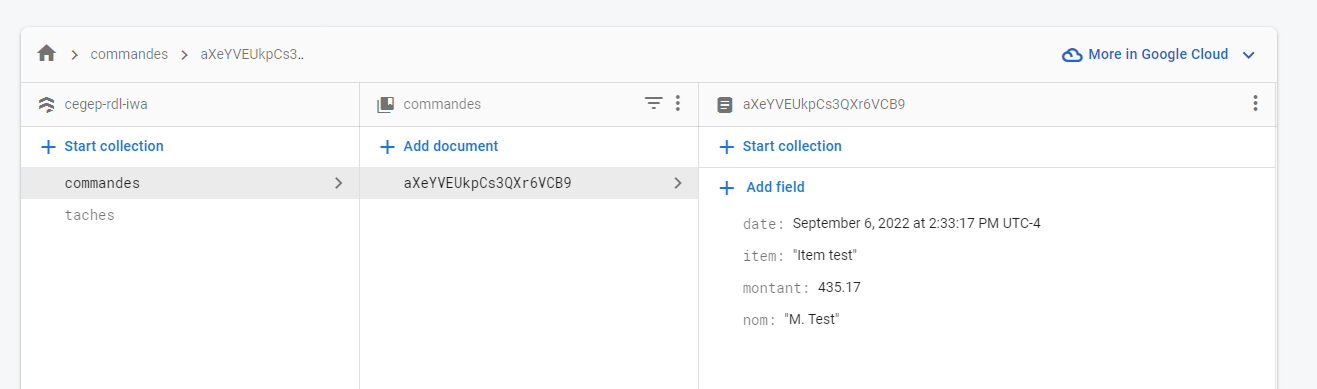 commandes aXeYVEUkpCs3.. More in Google Cloud
cegep-rdl-iwa
Start collection
commandes
taches
commandes
Add document
aXeYVEUkpCs3QXr6VCB9
aXeYVEUkpCs3QXr6VCB9
Start collection
Add field
date: September 6, 2022 at 2:33:17 PM UTC-4
item: "Item test"
montant: 435.17
nom: "M. Test"